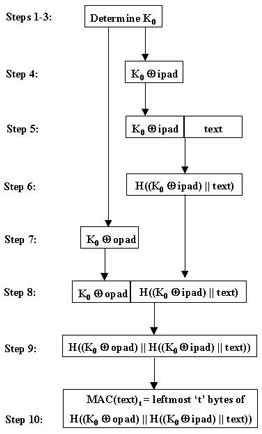 Steps 1-3: Determine K₀
Step 4: K₀ ⊕ ipad
Step 5: K₀ ⊕ ipad text
Step 6: H((K₀ ⊕ ipad) || text)
Step 7: K₀ ⊕ opad
Step 8: K₀ ⊕ opad H((K₀ ⊕ ipad) || text)
Step 9: H((K₀ ⊕ opad) || H((K₀ ⊕ ipad) || text))
MAC(text)ₜ = leftmost ‘t’ bytes of
Step 10: H((K₀ ⊕ opad) || H((K₀ ⊕ ipad) || text))